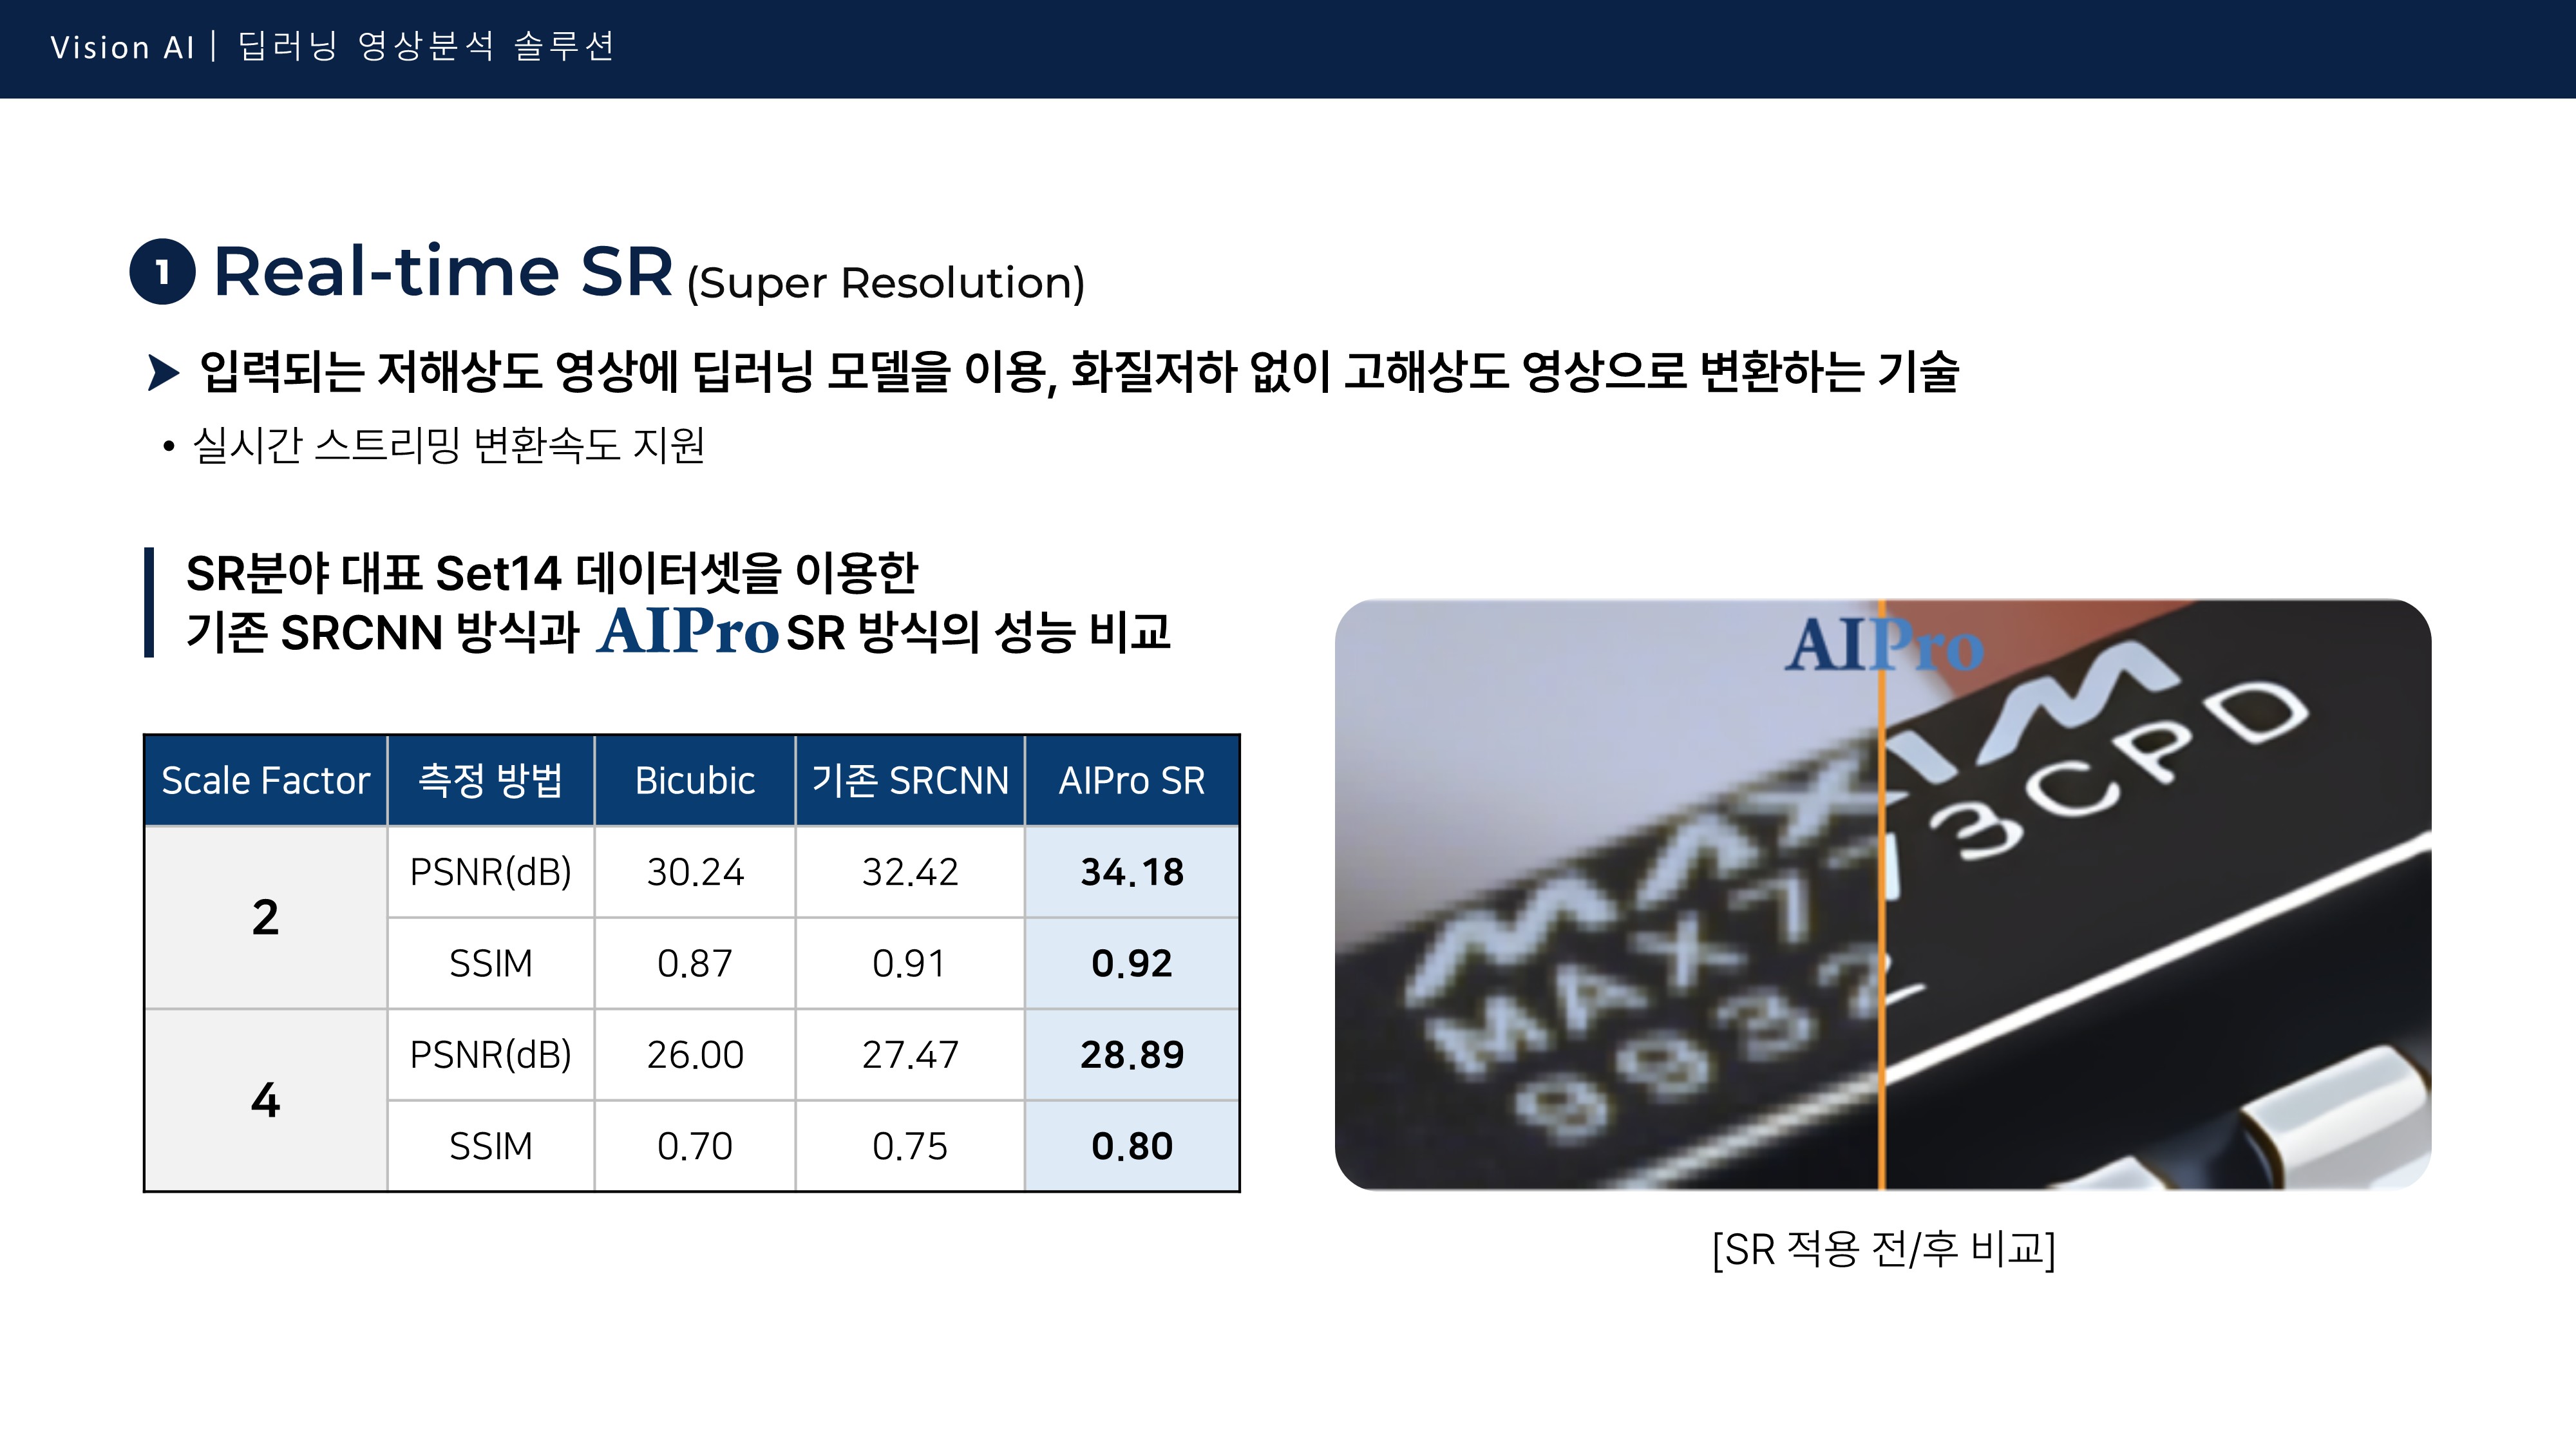 Vision AI | 딥러닝 영상분석 솔루션
1 Real-time SR (Super Resolution)
➤ 입력되는 저해상도 영상에 딥러닝 모델을 이용, 화질저하 없이 고해상도 영상으로 변환하는 기술
• 실시간 스트리밍 변환속도 지원
SR분야 대표 Set14 데이터셋을 이용한
기존 SRCNN 방식과 AIPro SR 방식의 성능 비교
Scale Factor 측정 방법 Bicubic 기존 SRCNN AIPro SR
2 PSNR(dB) 30.24 32.42 34.18
SSIM 0.87 0.91 0.92
4 PSNR(dB) 26.00 27.47 28.89
SSIM 0.70 0.75 0.80
AIPro
MAXIM
MAX773CPD
[SR 적용 전/후 비교]